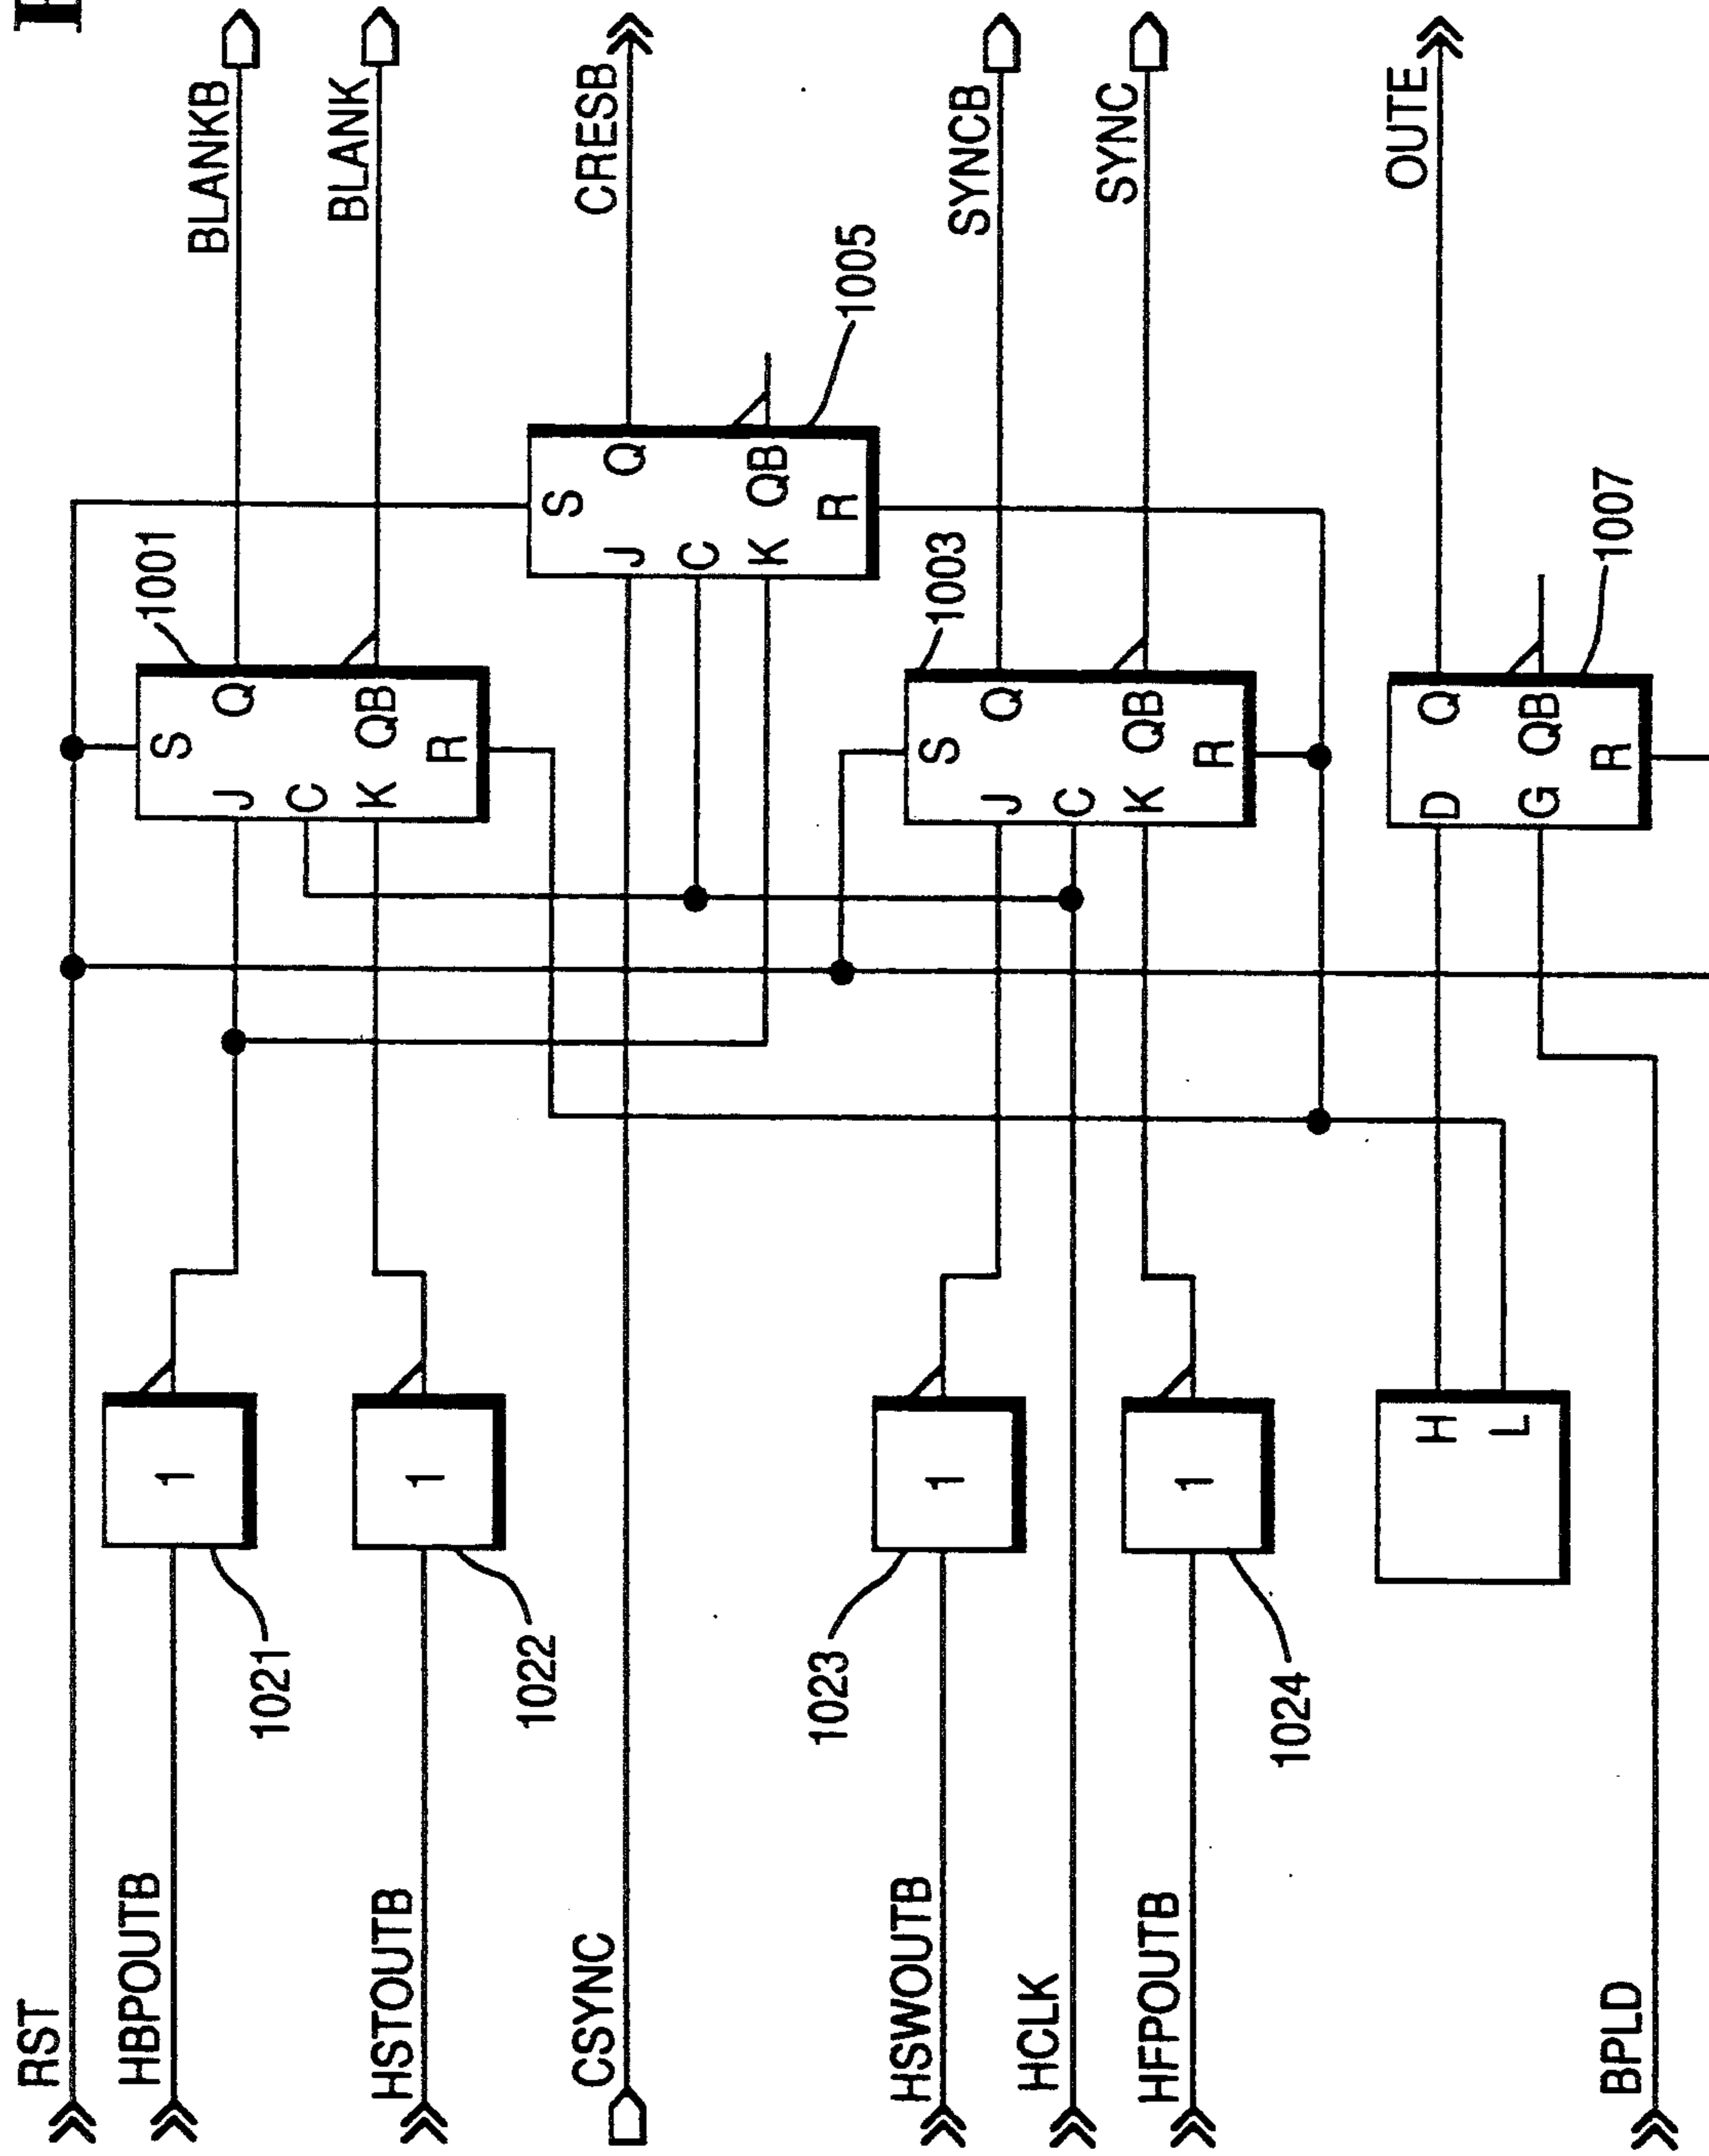 RST
HBPOUTB
HSTOUTB
CSYNC
HSWOUTB
HCLK
HFPOUTB
BPLD
1021
1022
1023
1024
1
1
1
1
H
L
S
J
C
K
Q
QB
R
1001
S
J
C
K
Q
QB
R
1005
S
J
C
K
Q
QB
R
1003
D
G
Q
QB
R
1007
BLANKB
BLANK
CRESB
SYNCB
SYNC
OUTE